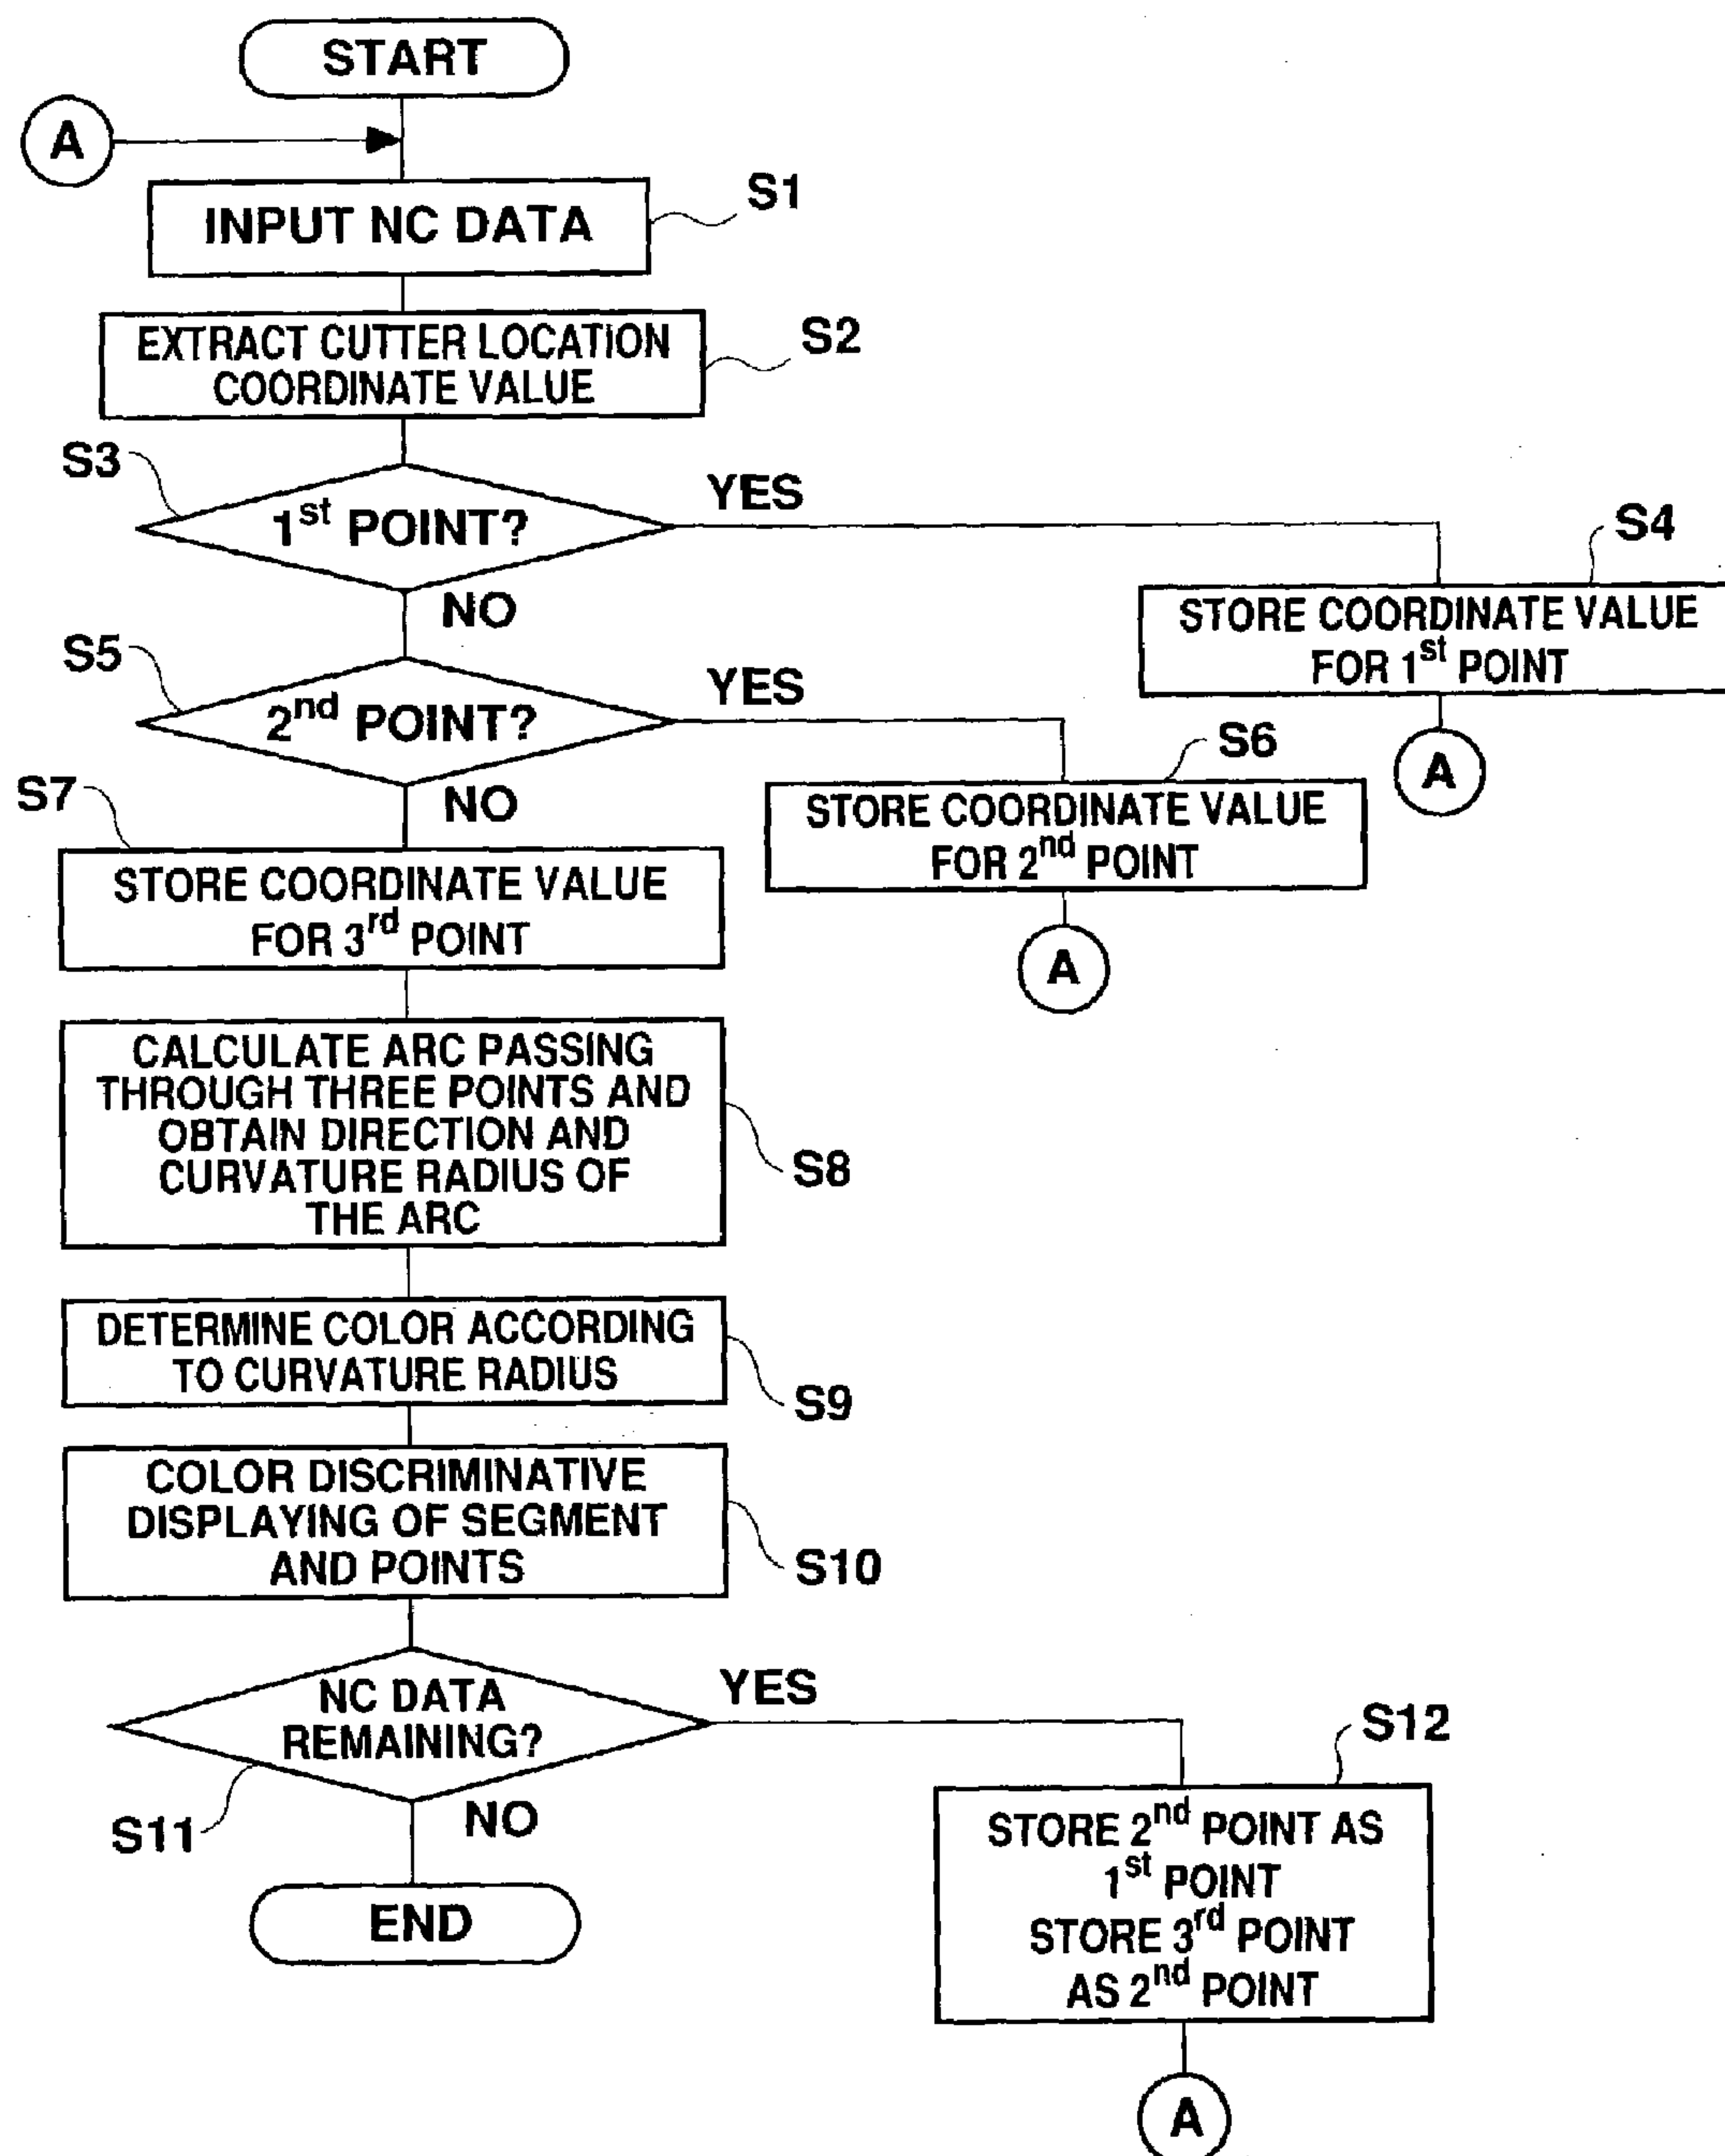 START
A
INPUT NC DATA
S1
EXTRACT CUTTER LOCATION
COORDINATE VALUE
S2
S3
1st POINT?
YES
NO
S4
STORE COORDINATE VALUE
FOR 1st POINT
A
S5
2nd POINT?
YES
NO
S6
STORE COORDINATE VALUE
FOR 2nd POINT
A
S7
STORE COORDINATE VALUE
FOR 3rd POINT
CALCULATE ARC PASSING
THROUGH THREE POINTS AND
OBTAIN DIRECTION AND
CURVATURE RADIUS OF
THE ARC
S8
DETERMINE COLOR ACCORDING
TO CURVATURE RADIUS
S9
COLOR DISCRIMINATIVE
DISPLAYING OF SEGMENT
AND POINTS
S10
NC DATA
REMAINING?
YES
S11
NO
END
S12
STORE 2nd POINT AS
1st POINT
STORE 3rd POINT
AS 2nd POINT
A